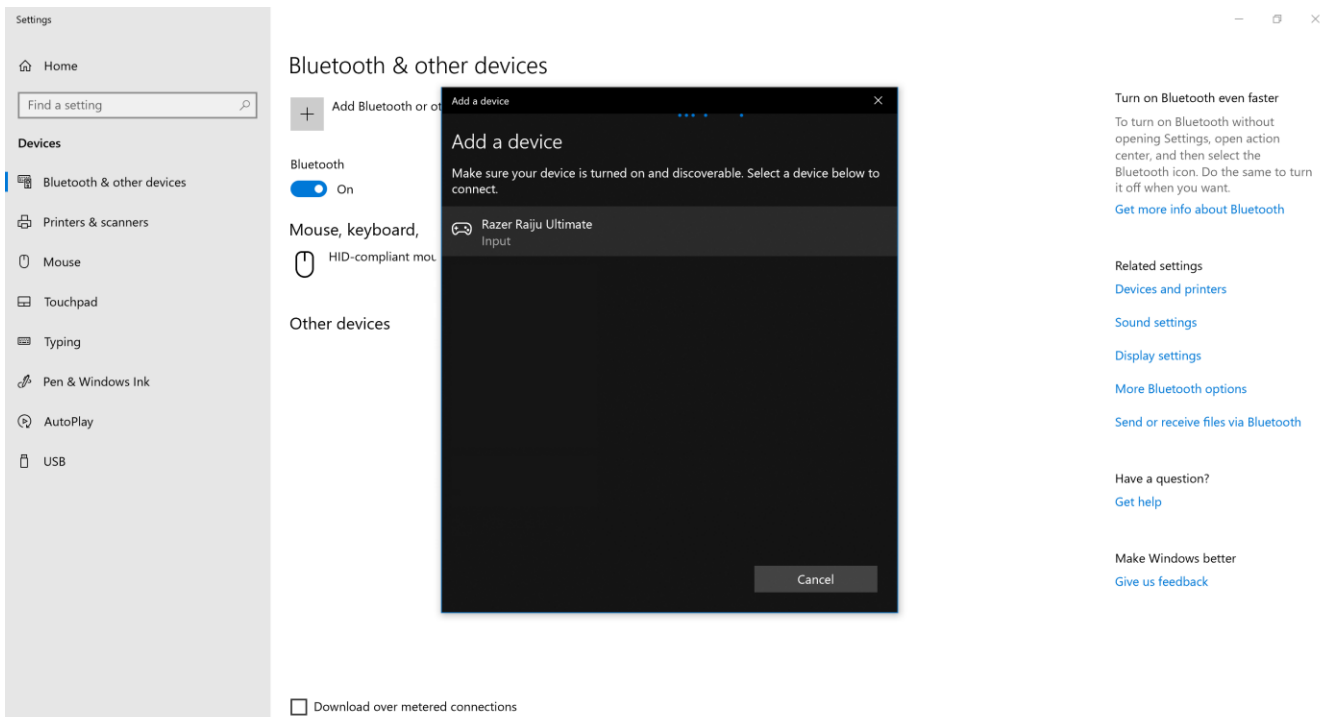 Settings
Home
Find a setting
Devices
Bluetooth & other devices
Printers & scanners
Mouse
Touchpad
Typing
Pen & Windows Ink
AutoPlay
USB
Bluetooth & other devices
Add Bluetooth or ot
Bluetooth
On
Mouse, keyboard,
HID-compliant mou
Other devices
Download over metered connections
Add a device
Add a device
Make sure your device is turned on and discoverable. Select a device below to
connect.
Razer Raiju Ultimate
Input
Cancel
Turn on Bluetooth even faster
To turn on Bluetooth without
opening Settings, open action
center, and then select the
Bluetooth icon. Do the same to turn
it off when you want.
Get more info about Bluetooth
Related settings
Devices and printers
Sound settings
Display settings
More Bluetooth options
Send or receive files via Bluetooth
Have a question?
Get help
Make Windows better
Give us feedback